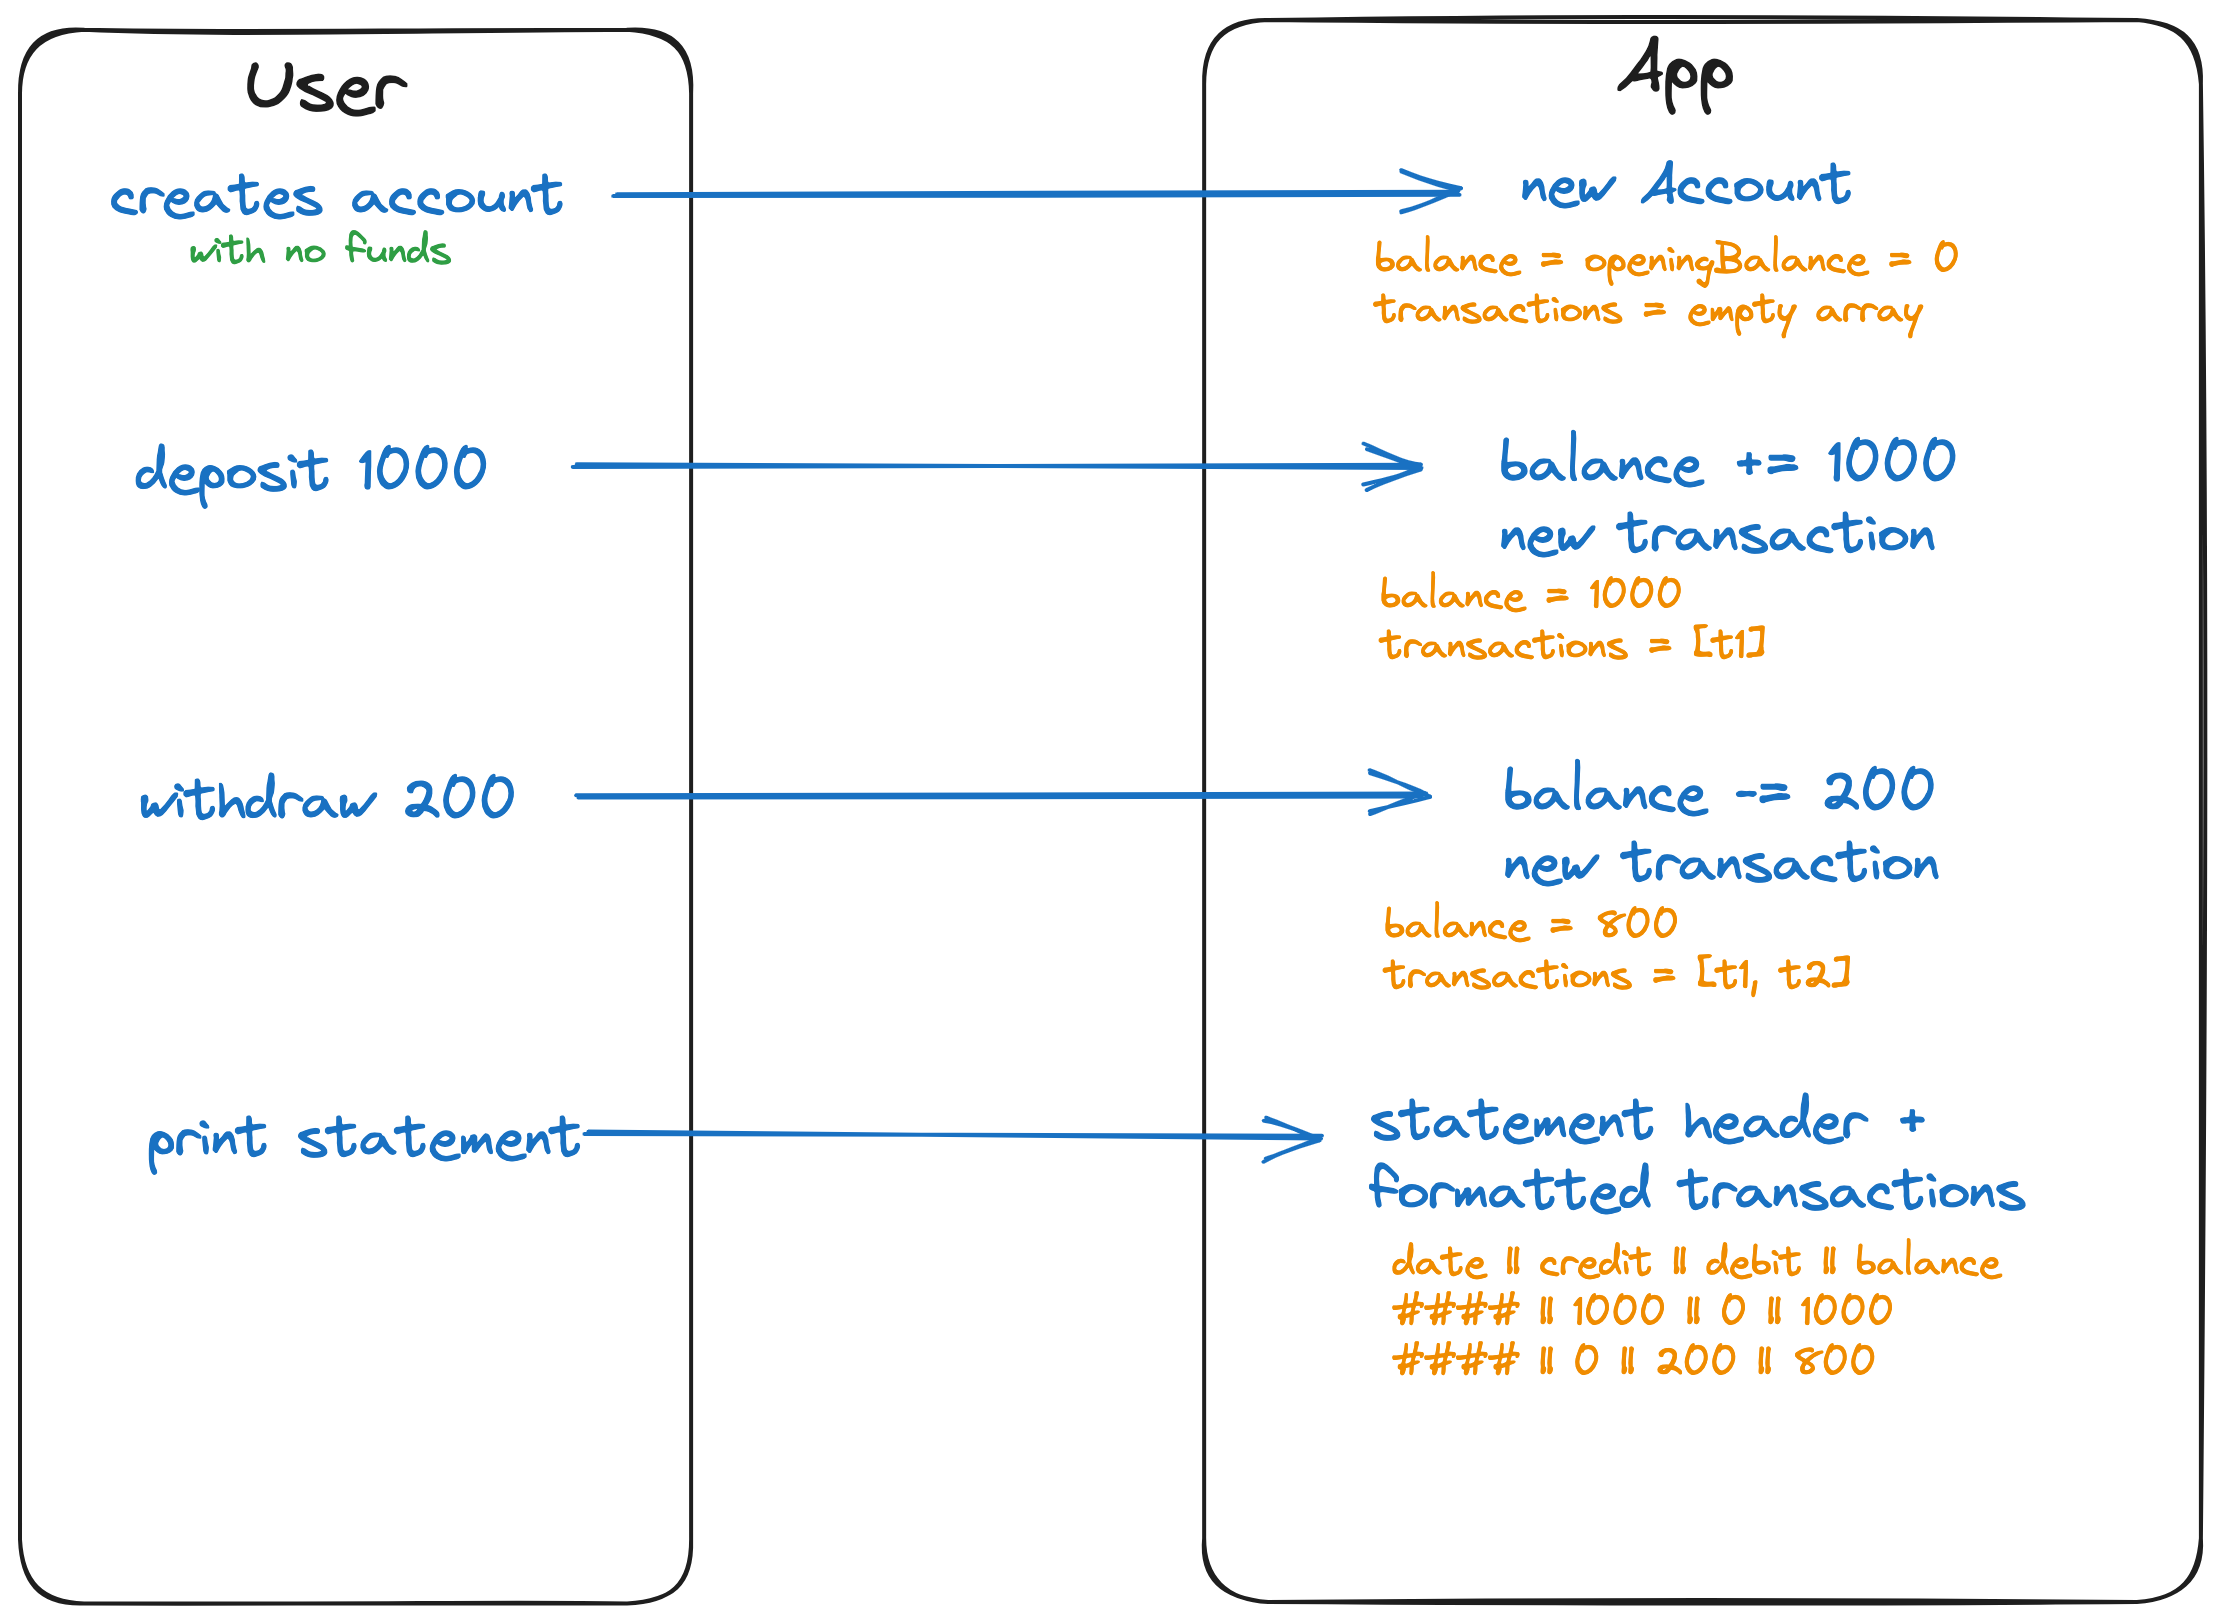 User
App
creates account
with no funds
new Account
balance = openingBalance = 0
transactions = empty array
deposit 1000
balance += 1000
new transaction
balance = 1000
transactions = [t1]
withdraw 200
balance -= 200
new transaction
balance = 800
transactions = [t1, t2]
print statement
statement header +
formatted transactions
date || credit || debit || balance
#### || 1000 || 0 || 1000
#### || 0 || 200 || 800